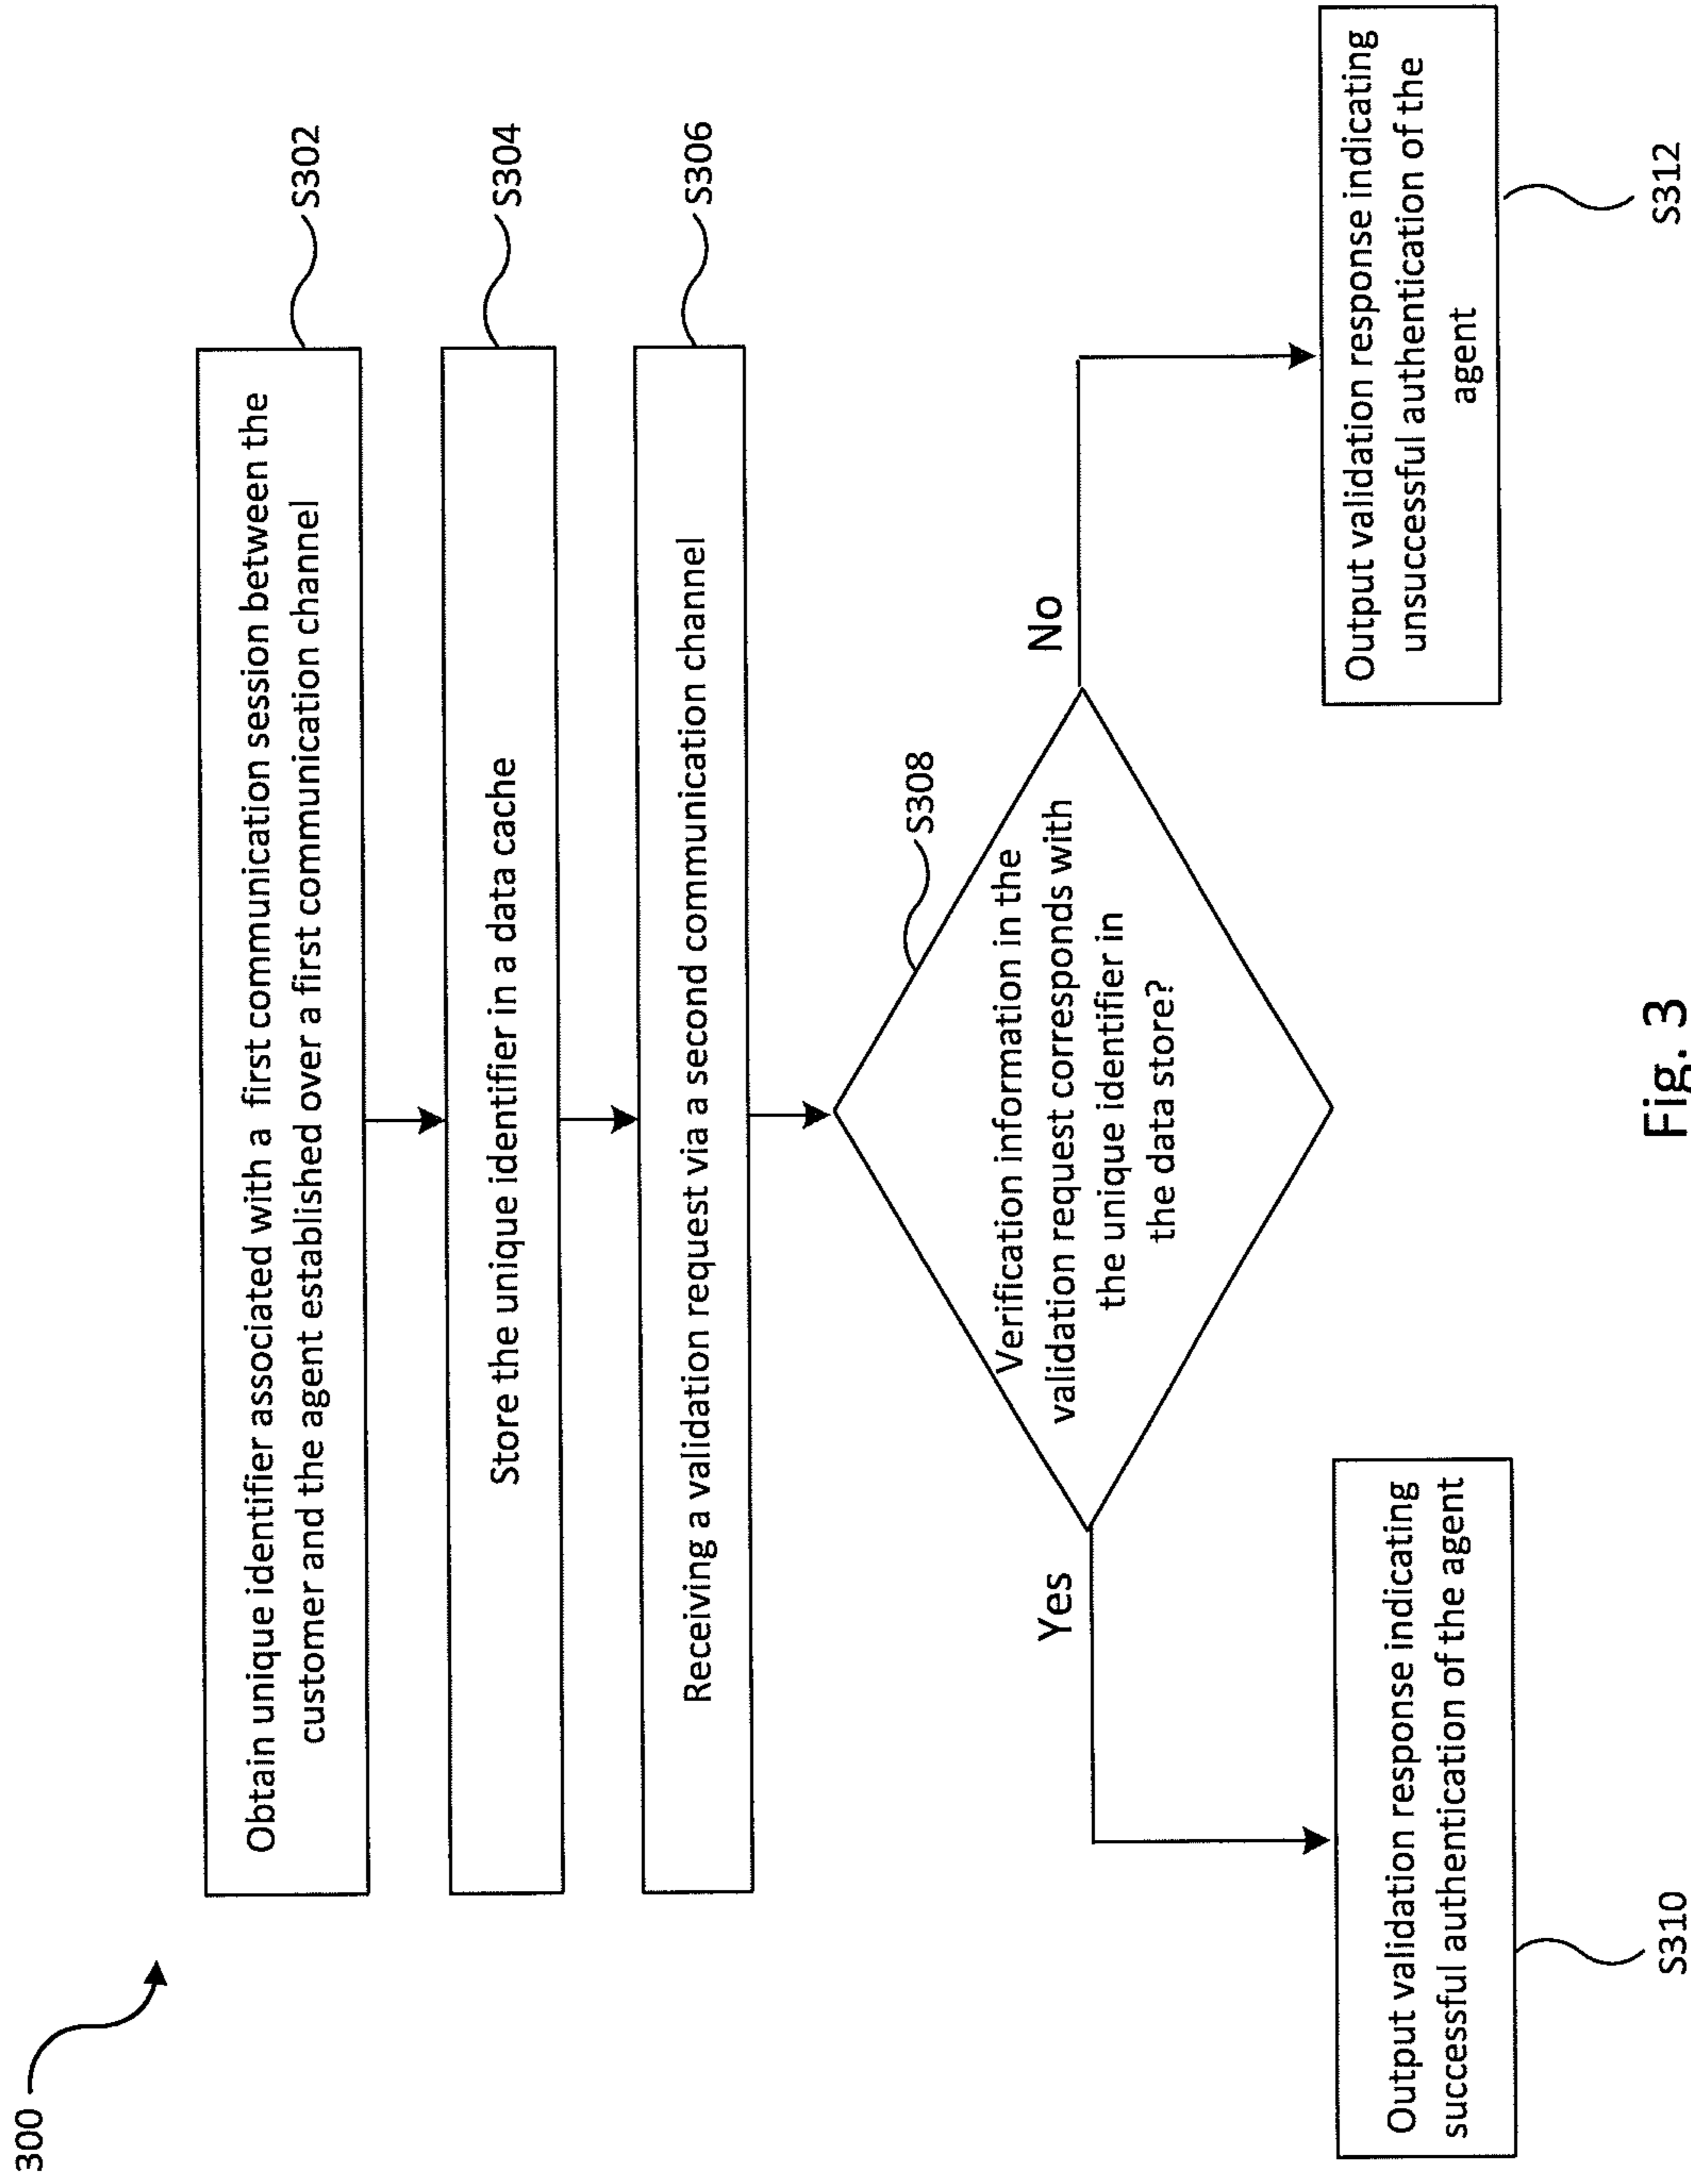 300
Obtain unique identifier associated with a first communication session between the
customer and the agent established over a first communication channel
S302
Store the unique identifier in a data cache
S304
Receiving a validation request via a second communication channel
S306
Verification information in the
validation request corresponds with
the unique identifier in
the data store?
S308
Yes
No
Output validation response indicating
successful authentication of the agent
S310
Output validation response indicating
unsuccessful authentication of the
agent
S312
Fig. 3